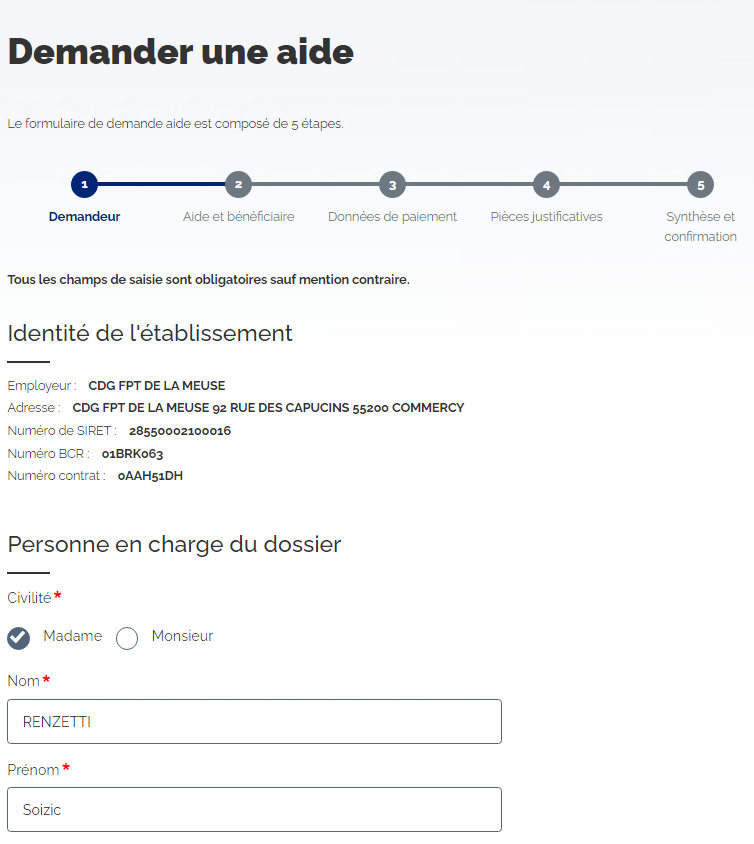 Demander une aide
Le formulaire de demande aide est composé de 5 étapes.
1 2 3 4 5
Demandeur Aide et bénéficiaire Données de paiement Pièces justificatives Synthèse et
confirmation
Tous les champs de saisie sont obligatoires sauf mention contraire.
Identité de l'établissement
Employeur : CDG FPT DE LA MEUSE
Adresse : CDG FPT DE LA MEUSE 92 RUE DES CAPUCINS 55200 COMMERCY
Numéro de SIRET : 28550002100016
Numéro BCR : 01BRK063
Numéro contrat : 0AAH51DH
Personne en charge du dossier
Civilité *
Madame Monsieur
Nom *
RENZETTI
Prénom *
Soizic